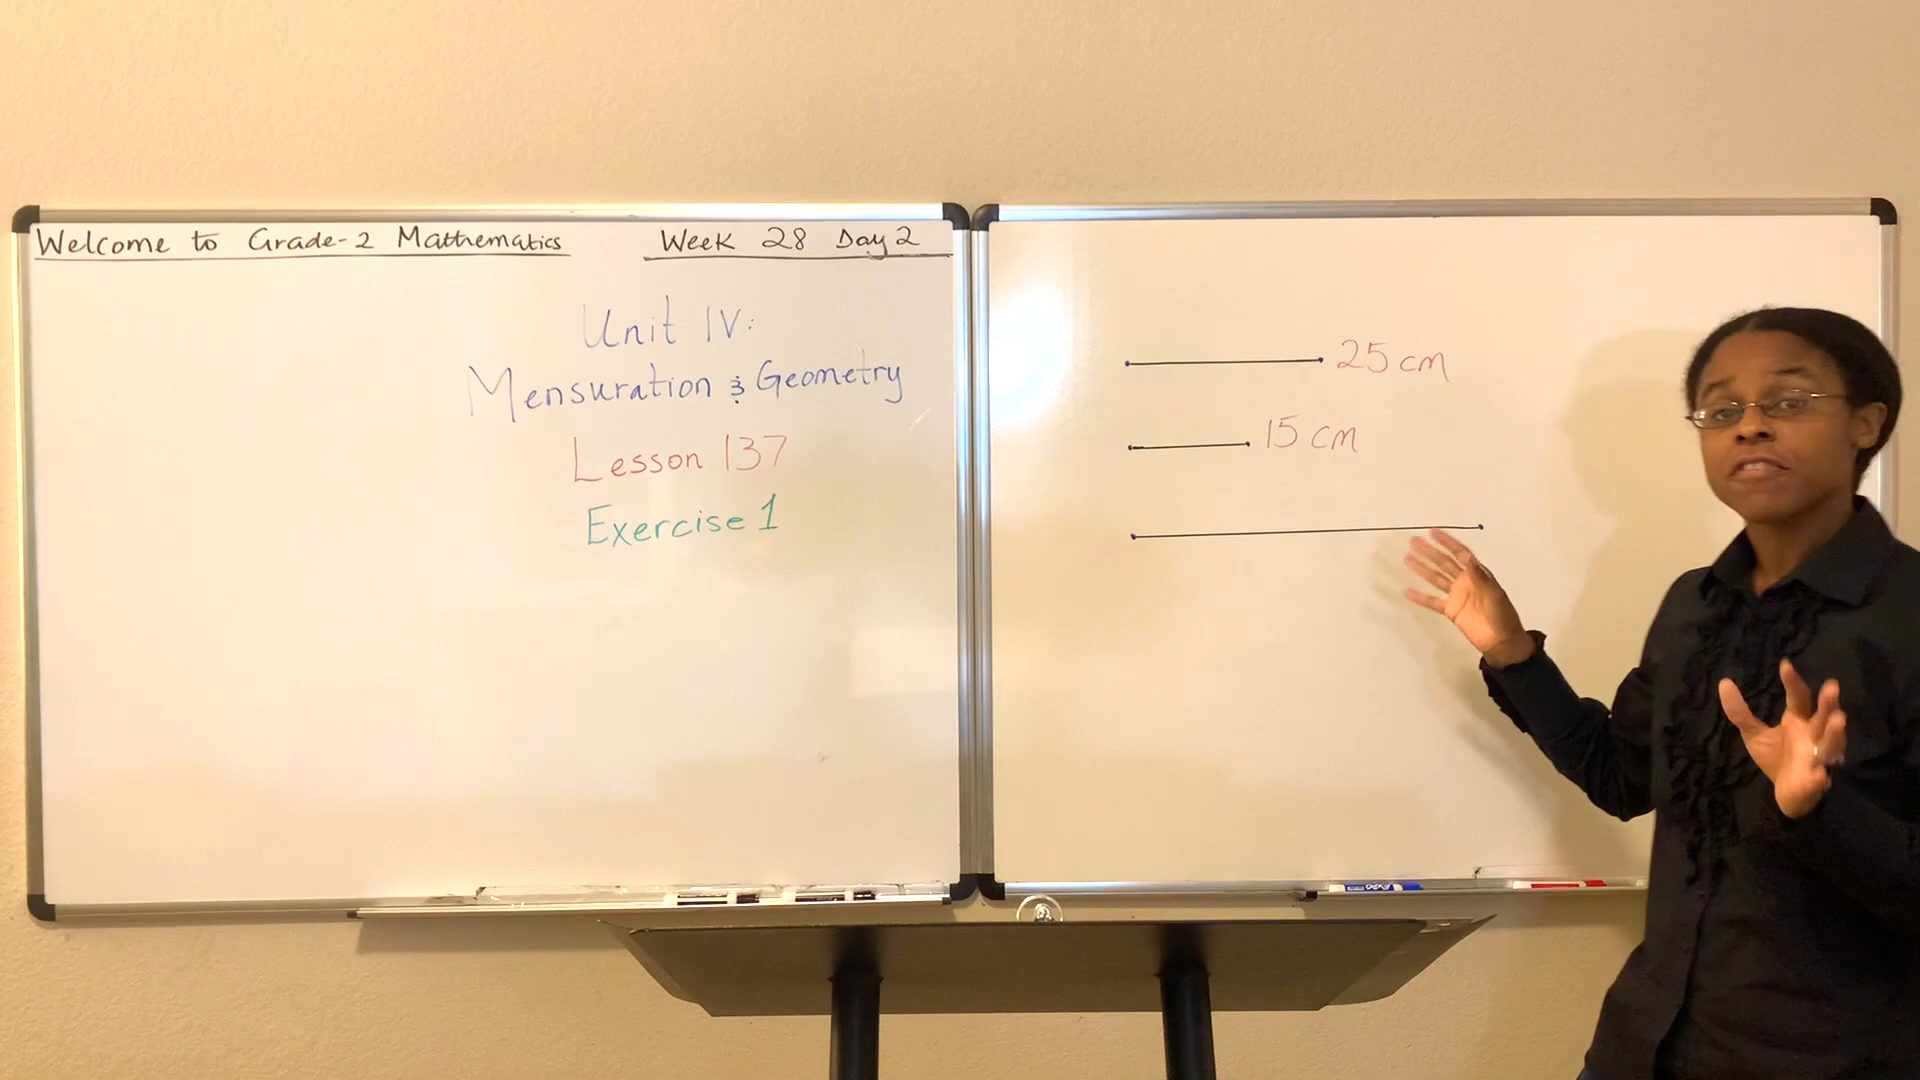 Welcome to Grade-2 Mathematics Week 28 Day 2
Unit IV:
Mensuration & Geometry
Lesson 137
Exercise 1
25 cm
15 cm
EXPO